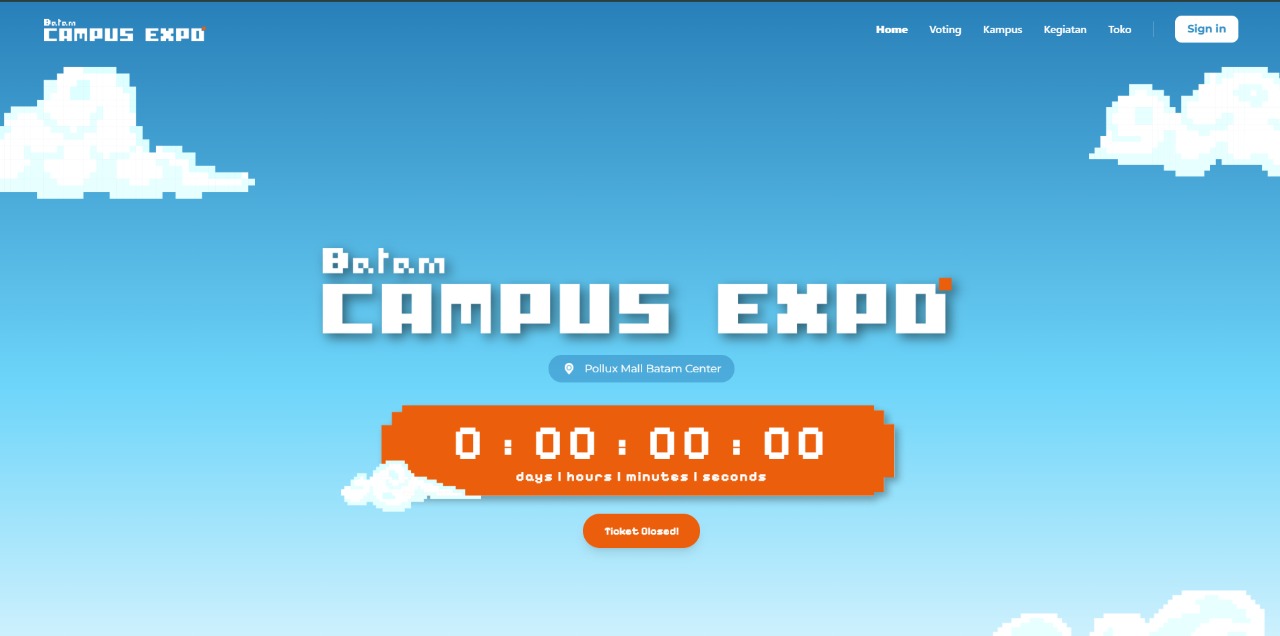 Batam
CAMPUS EXPO
Home Voting Kampus Kegiatan Toko Sign in
Batam
CAMPUS EXPO
Pollux Mall Batam Center
0 : 00 : 00 : 00
days | hours | minutes | seconds
Ticket Closed!